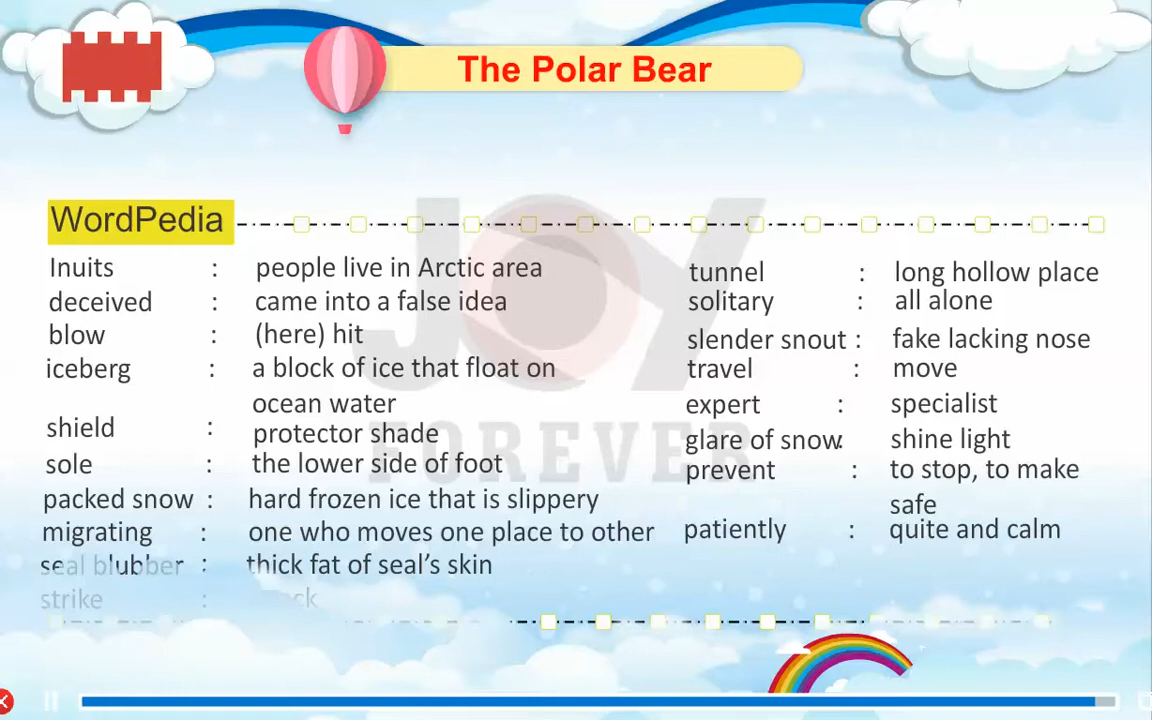 The Polar Bear
WordPedia
Inuits : people live in Arctic area
deceived : came into a false idea
blow : (here) hit
iceberg : a block of ice that float on
ocean water
shield : protector shade
sole : the lower side of foot
packed snow : hard frozen ice that is slippery
migrating : one who moves one place to other
seal blubber : thick fat of seal’s skin
strike :
tunnel : long hollow place
solitary : all alone
slender snout : fake lacking nose
travel : move
expert : specialist
glare of snow : shine light
prevent : to stop, to make
safe
patiently : quite and calm
JOY
FOREVER